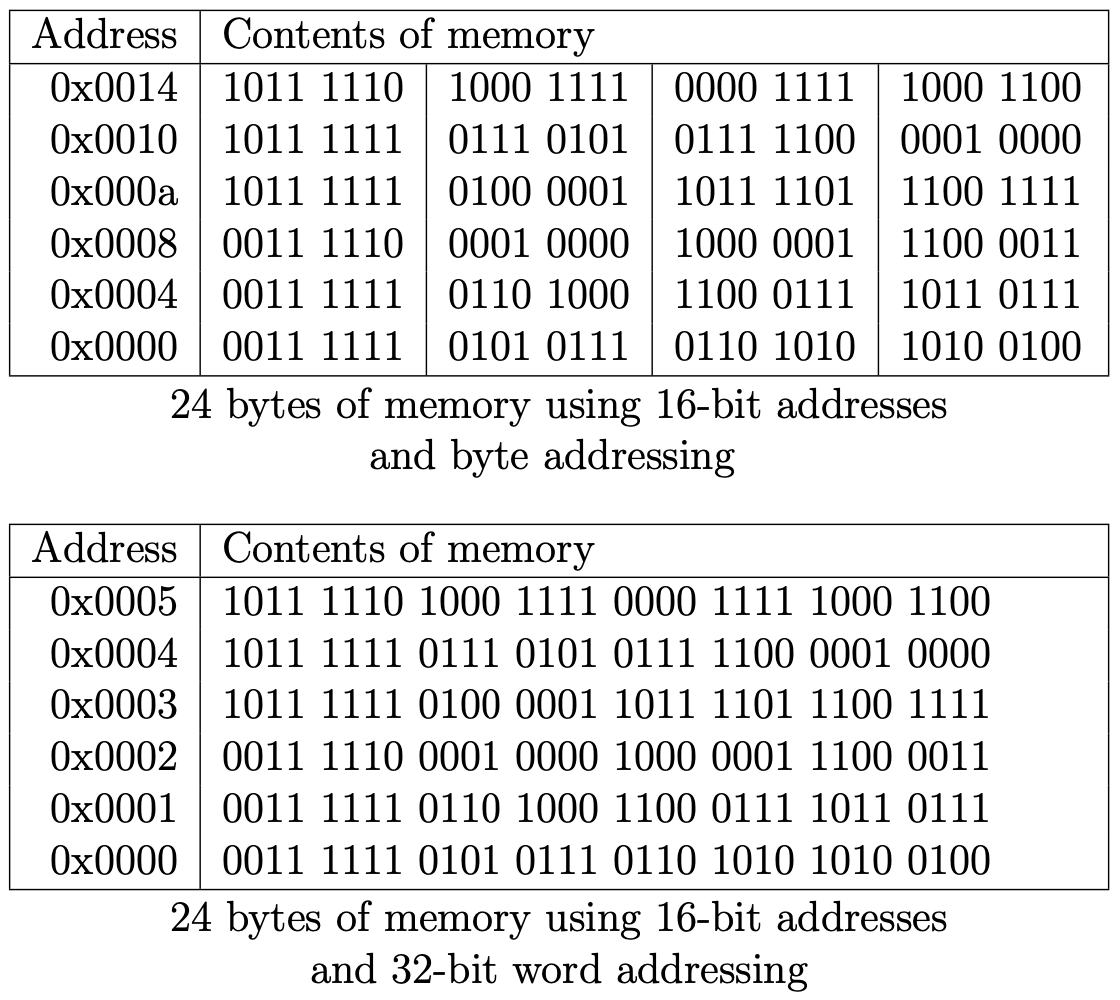 Address Contents of memory
0x0014 1011 1110 1000 1111 0000 1111 1000 1100
0x0010 1011 1111 0111 0101 0111 1100 0001 0000
0x000a 1011 1111 0100 0001 1011 1101 1100 1111
0x0008 0011 1110 0001 0000 1000 0001 1100 0011
0x0004 0011 1111 0110 1000 1100 0111 1011 0111
0x0000 0011 1111 0101 0111 0110 1010 1010 0100
24 bytes of memory using 16-bit addresses
and byte addressing
Address Contents of memory
0x0005 1011 1110 1000 1111 0000 1111 1000 1100
0x0004 1011 1111 0111 0101 0111 1100 0001 0000
0x0003 1011 1111 0100 0001 1011 1101 1100 1111
0x0002 0011 1110 0001 0000 1000 0001 1100 0011
0x0001 0011 1111 0110 1000 1100 0111 1011 0111
0x0000 0011 1111 0101 0111 0110 1010 1010 0100
24 bytes of memory using 16-bit addresses
and 32-bit word addressing